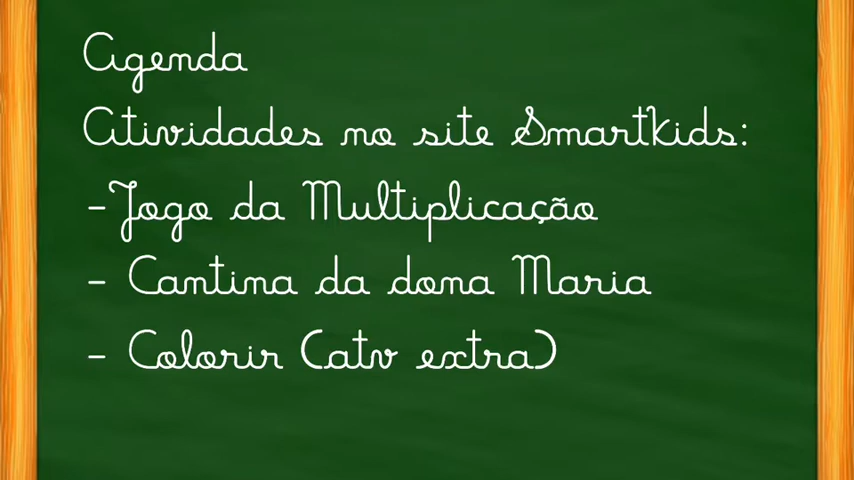 Agenda
Atividades no site Smartkids:
-Jogo da Multiplicação
- Cantina da dona Maria
- Colorir (atv extra)